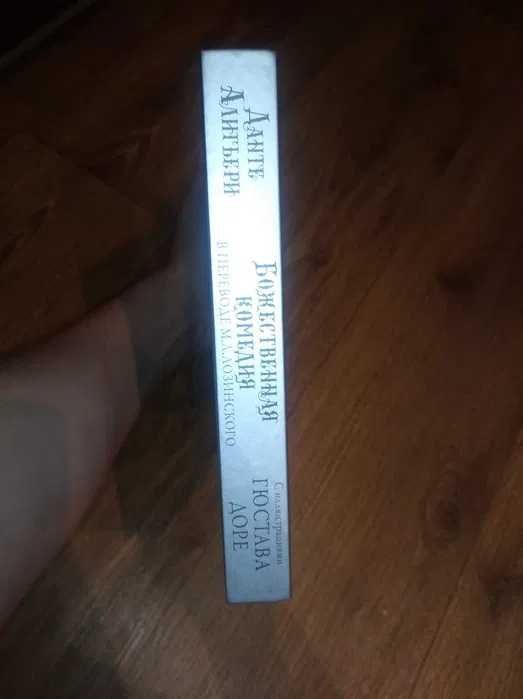 Данте
Алигьери
Божественная
комедия
в переводе М.Л.Лозинского
С иллюстрациями
Гюстава
Доре